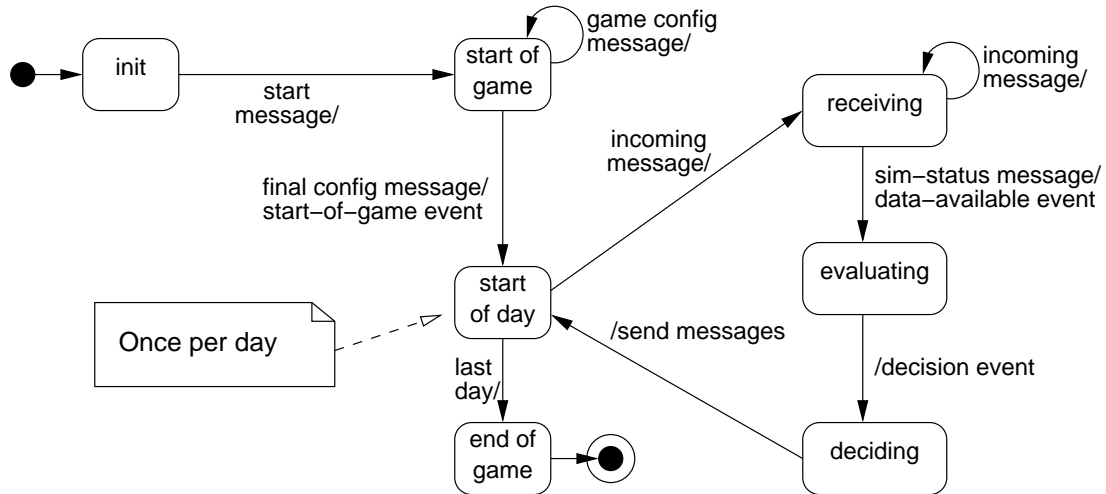 init
start
message/
start of
game
game config
message/
final config message/
start−of−game event
incoming
message/
receiving
incoming
message/
sim−status message/
data−available event
evaluating
/decision event
deciding
/send messages
start
of day
Once per day
last
day/
end of
game